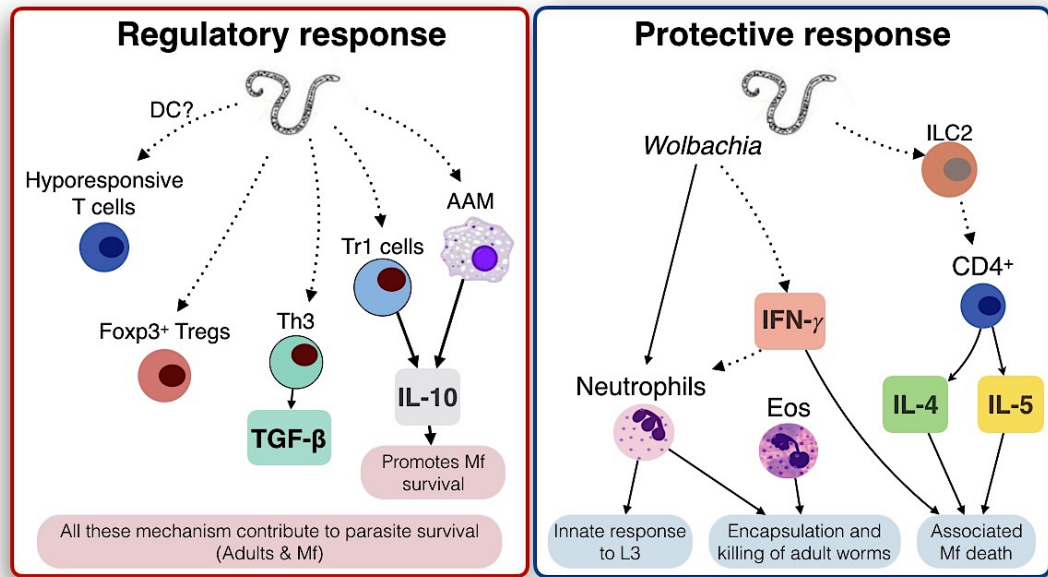 Regulatory response
DC?
Hyporesponsive
T cells
AAM
Tr1 cells
Foxp3⁺ Tregs
Th3
IL-10
TGF-β
Promotes Mf
survival
All these mechanism contribute to parasite survival
(Adults & Mf)
Protective response
Wolbachia
ILC2
CD4⁺
IFN-γ
Neutrophils
Eos
IL-4
IL-5
Innate response
to L3
Encapsulation and
killing of adult worms
Associated
Mf death